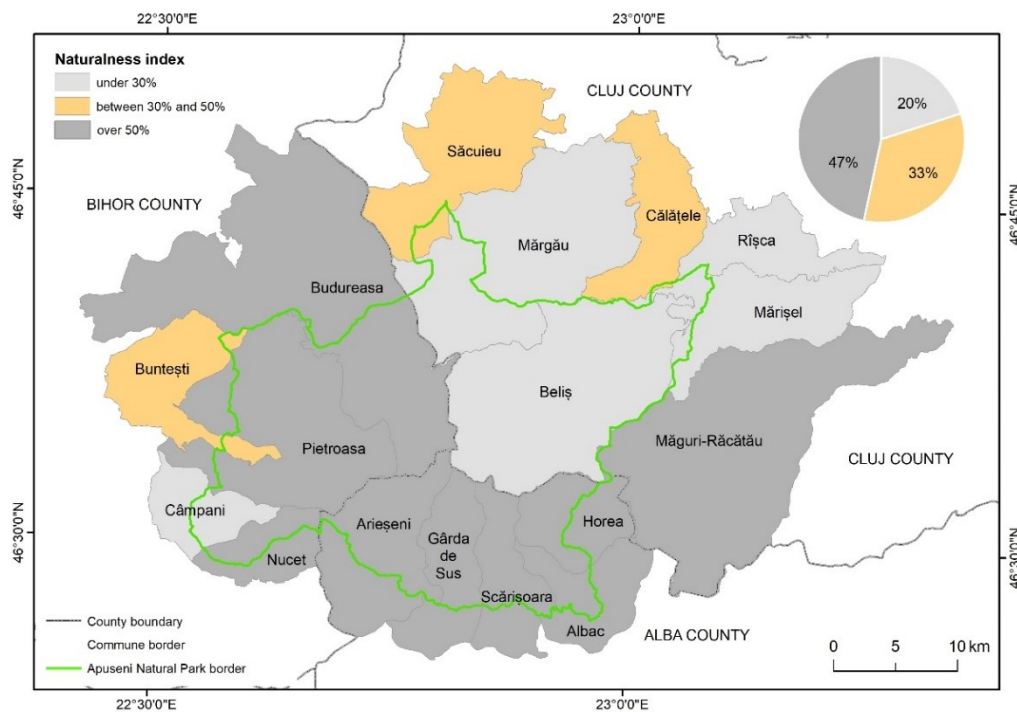 22°30'0"E
23°0'0"E
Naturalness index
under 30%
between 30% and 50%
over 50%
CLUJ COUNTY
20%
47%
33%
Săcuieu
46°45'0"N
46°45'0"N
BIHOR COUNTY
Călățele
Mărgău
Rîșca
Budureasa
Mărișel
Buntești
Beliș
Măguri-Răcătău
Pietroasa
CLUJ COUNTY
Câmpani
46°30'0"N
Arieșeni
Horea
Gârda
de
Sus
46°30'0"N
Nucet
Scărișoara
County boundary
Albac
ALBA COUNTY
Commune border
Apuseni Natural Park border
0 5 10 km
22°30'0"E
23°0'0"E